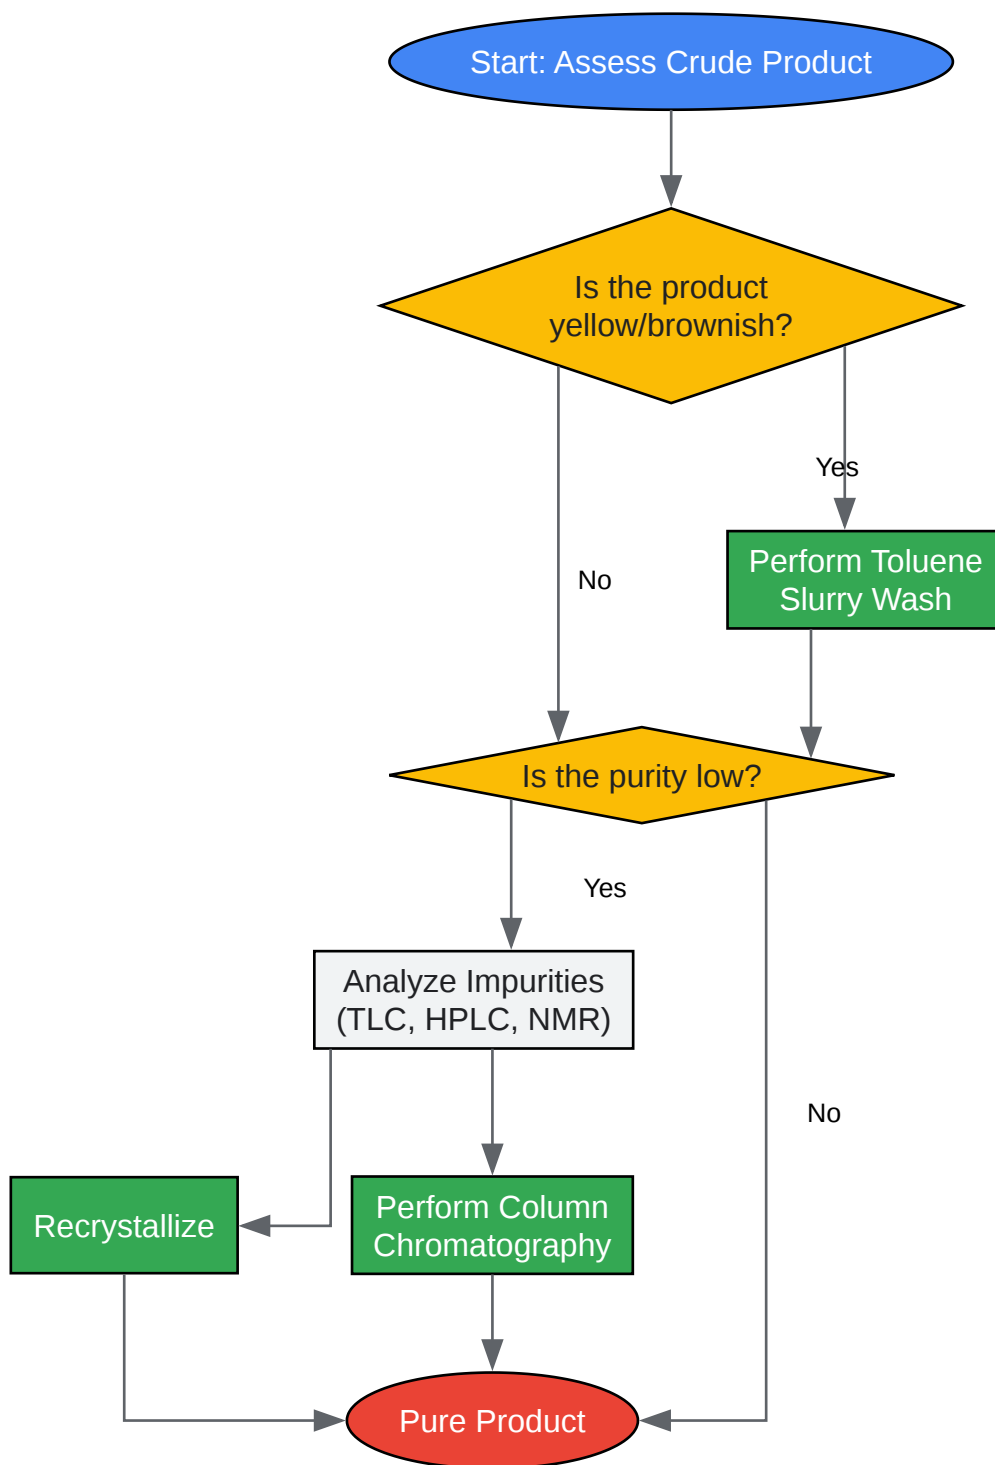 Start: Assess Crude Product
Is the product
yellow/brownish?
Yes
Perform Toluene
Slurry Wash
No
Is the purity low?
Yes
Analyze Impurities
(TLC, HPLC, NMR)
No
Recrystallize
Perform Column
Chromatography
Pure Product